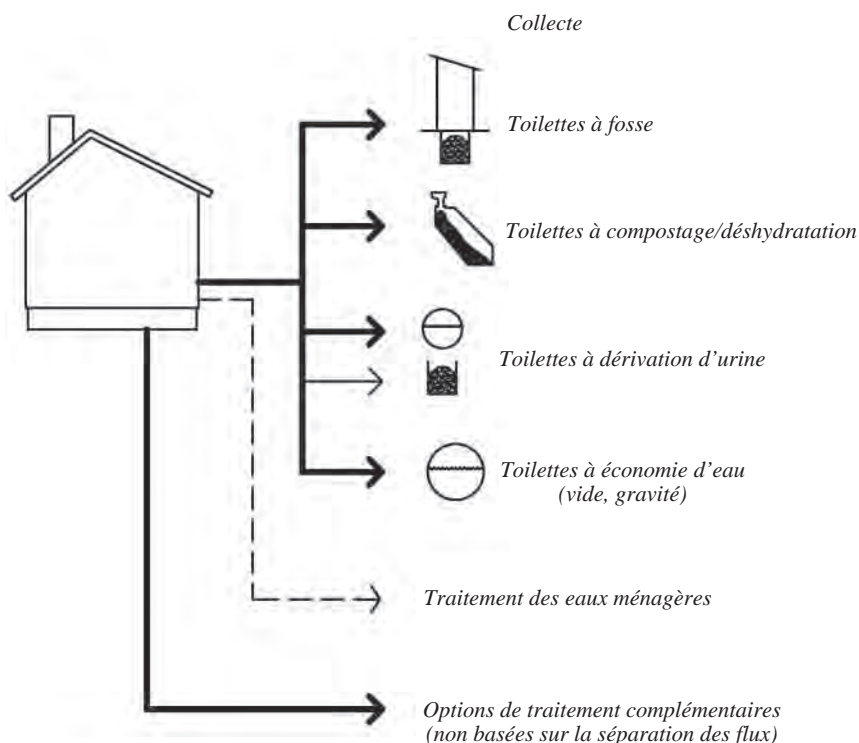 Collecte
Toilettes à fosse
Toilettes à compostage/déshydratation
Toilettes à dérivation d'urine
Toilettes à économie d'eau
(vide, gravité)
Traitement des eaux ménagères
Options de traitement complémentaires
(non basées sur la séparation des flux)